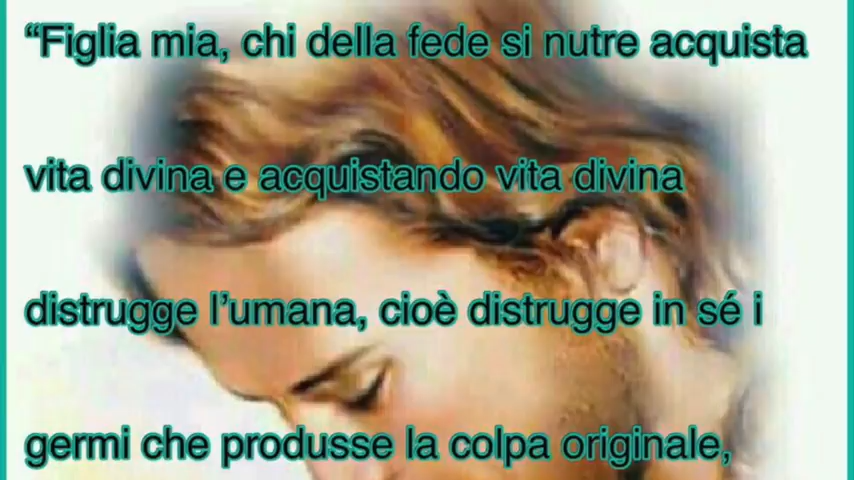 “Figlia mia, chi della fede si nutre acquista
vita divina e acquistando vita divina
distrugge l’umana, cioè distrugge in sé i
germi che produsse la colpa originale,